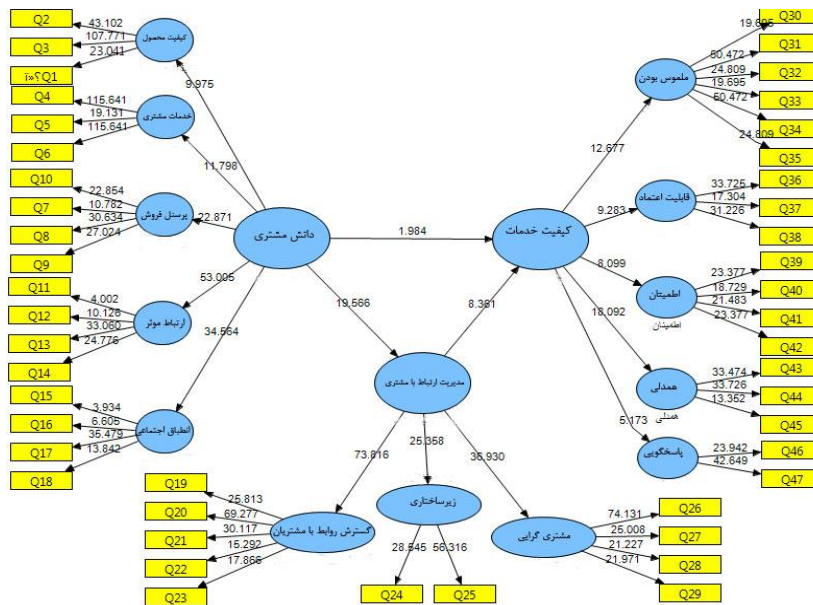 Q2
43.102
کیفیت محصول
Q3
107.771
ï»؟Q1
23.041
9.975
Q4
115.641
خدمات مشتری
Q5
19.131
Q6
115.641
11.798
Q10
22.854
پرسنل فروش
Q7
10.782
Q8
30.634
Q9
27.024
22.871
دانش مشتری
53.005
Q11
4.002
ارتباط موثر
Q12
10.126
Q13
33.060
Q14
24.776
34.564
Q15
3.934
انطباق اجتماعی
Q16
6.605
Q17
35.479
Q18
13.842
1.984
کیفیت خدمات
19.566
8.361
مدیریت ارتباط با مشتری
73.816
25.358
36.930
گسترش روابط با مشتریان
Q19
25.813
Q20
69.277
Q21
30.117
Q22
15.292
Q23
17.866
زیرساختاری
28.545
56.316
Q24
Q25
مشتری گرایی
74.131
Q26
25.008
Q27
21.227
Q28
21.971
Q29
12.677
ملموس بودن
19.695
Q30
50.472
Q31
24.809
Q32
19.695
Q33
50.472
Q34
24.809
Q35
9.283
قابلیت اعتماد
33.725
Q36
17.304
Q37
31.226
Q38
8.099
اطمیتان
اطمینان
23.377
Q39
18.729
Q40
21.483
Q41
23.377
Q42
18.092
همدلی
همدلی
33.474
Q43
33.726
Q44
13.352
Q45
5.173
پاسخگویی
23.942
Q46
42.649
Q47